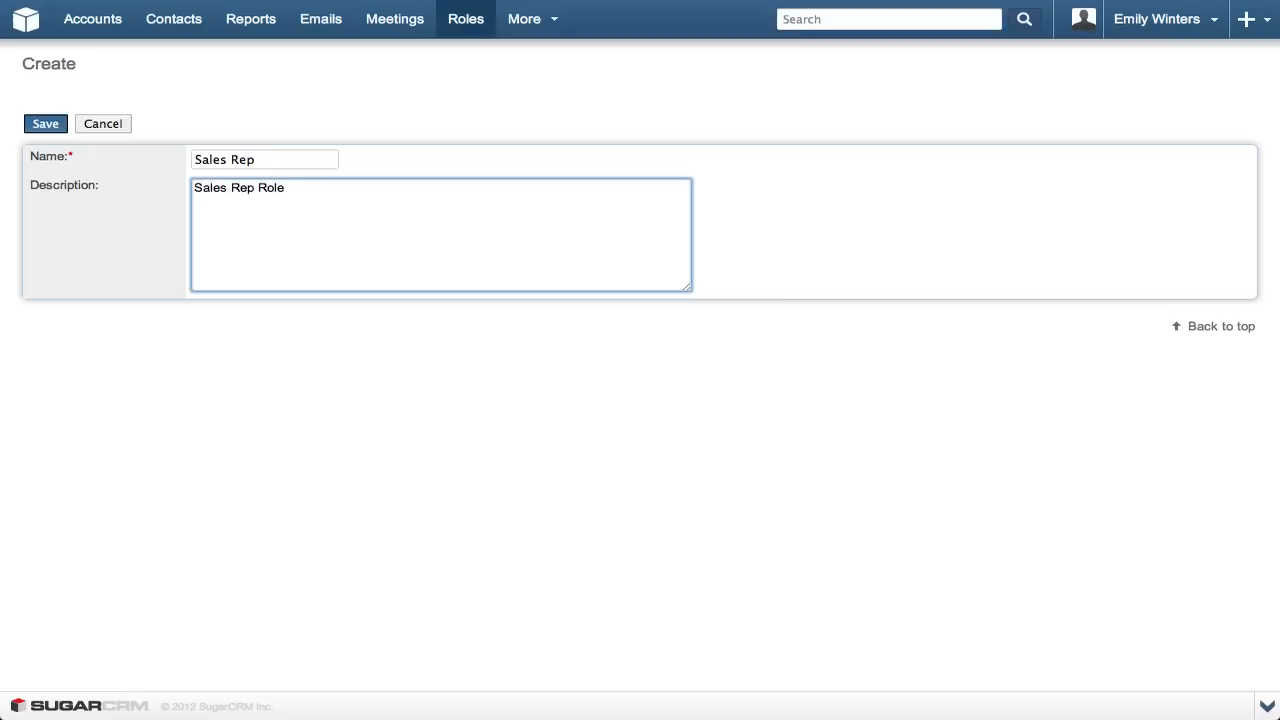 Accounts Contacts Reports Emails Meetings Roles More Search Emily Winters
Create
Save Cancel
Name:* Sales Rep
Description: Sales Rep Role
Back to top
SUGARCRM. © 2012 SugarCRM Inc.